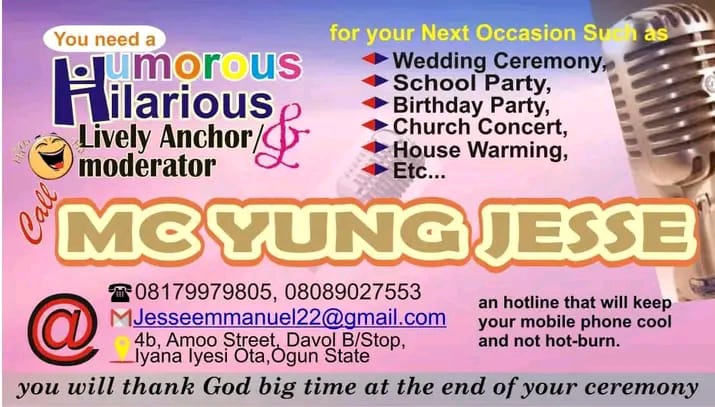 You need a
Humorous
Hilarious
& Lively Anchor/
moderator
for your Next Occasion Such as
Wedding Ceremony,
School Party,
Birthday Party,
Church Concert,
House Warming,
Etc...
Call
MC YUNG JESSE
08179979805, 08089027553
Jesseemmanuel22@gmail.com
@
4b, Amoo Street, Davol B/Stop,
Iyana Iyesi Ota,Ogun State
an hotline that will keep
your mobile phone cool
and not hot-burn.
you will thank God big time at the end of your ceremony